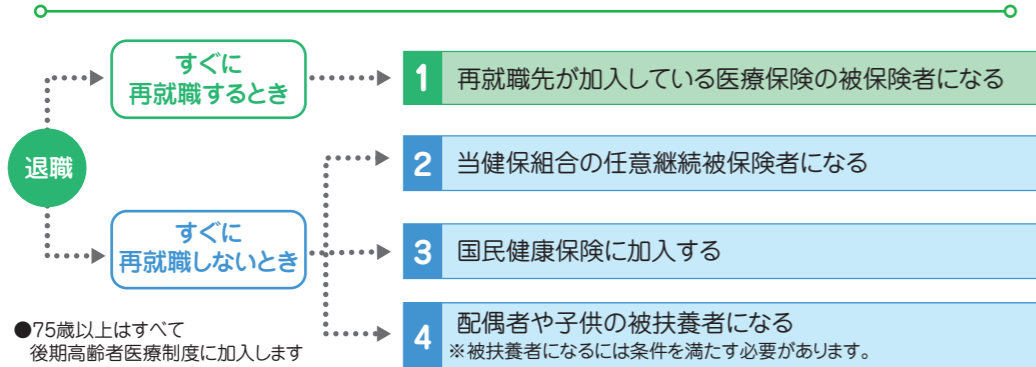 退職
すぐに
再就職するとき
1 再就職先が加入している医療保険の被保険者になる
すぐに
再就職しないとき
2 当健保組合の任意継続被保険者になる
3 国民健康保険に加入する
4 配偶者や子供の被扶養者になる
※被扶養者になるには条件を満たす必要があります。
●75歳以上はすべて
後期高齢者医療制度に加入します